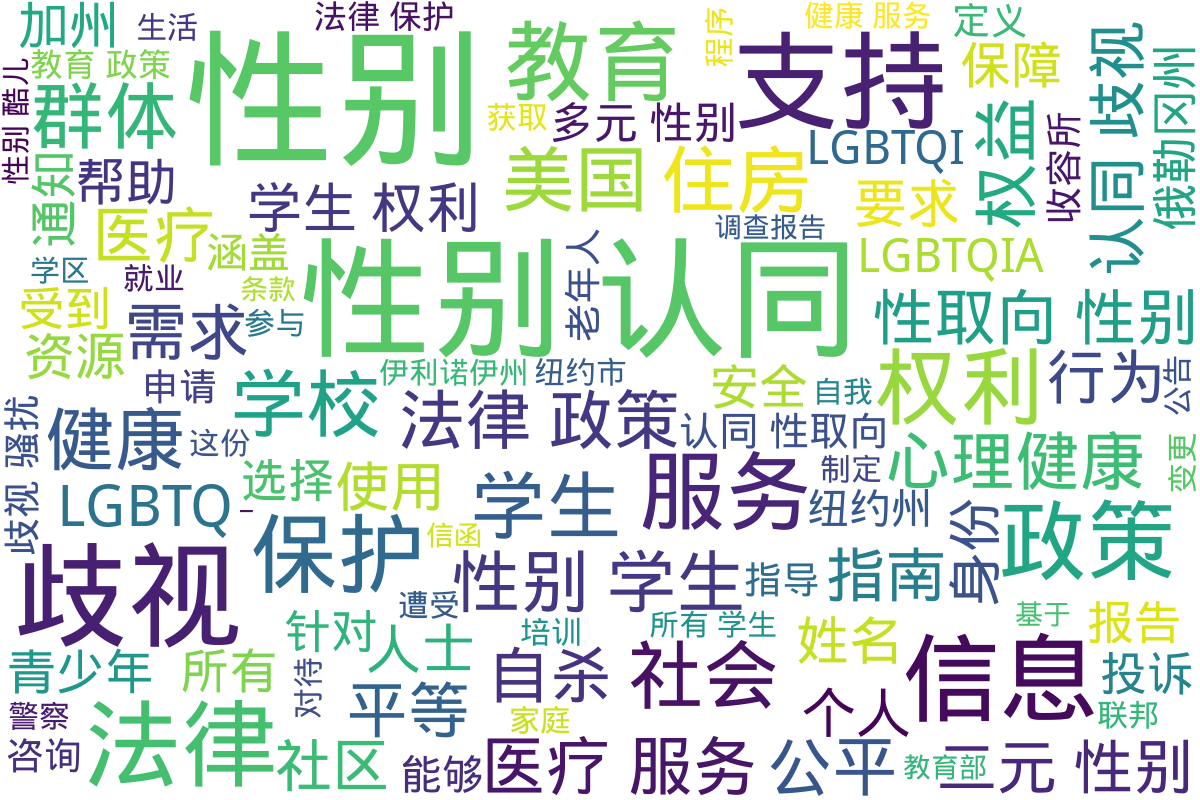 加州
生活
法律 保护
程序
健康 服务
定义
教育 政策
性别
教育
支持
保障
认同 歧视
俄勒冈州
性别 酷儿
群体
获取
多元 性别
LGBTQI
权益
收容所
通知
帮助
学生 权利
美国
住房
要求
医疗
涵盖
老年人
调查报告
LGBTQIA
学区
就业
条款
性别认同
受到
需求
参与
性取向 性别
资源
申请
伊利诺伊州
纽约市
安全
自我
权利
行为
公告
歧视 骚扰
健康
学校
法律 政策
认同 性取向
这份
选择
使用
学生
服务
制定
心理健康
变更
LGBTQ
纽约州
身份
政策
保护
信函
歧视
性别 学生
指导
指南
遭受
基于
报告
针对
人士
培训
所有 学生
姓名
信息
青少年
所有
对待
自杀
社会
投诉
警察
法律
平等
家庭
个人
联邦
咨询
社区
能够
医疗 服务
公平
教育部
二元 性别